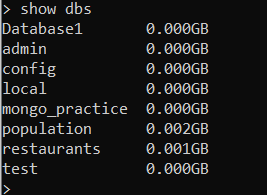 > show dbs
Database1       0.000GB
admin           0.000GB
config          0.000GB
local           0.000GB
mongo_practice  0.000GB
population      0.002GB
restaurants     0.001GB
test            0.000GB
>